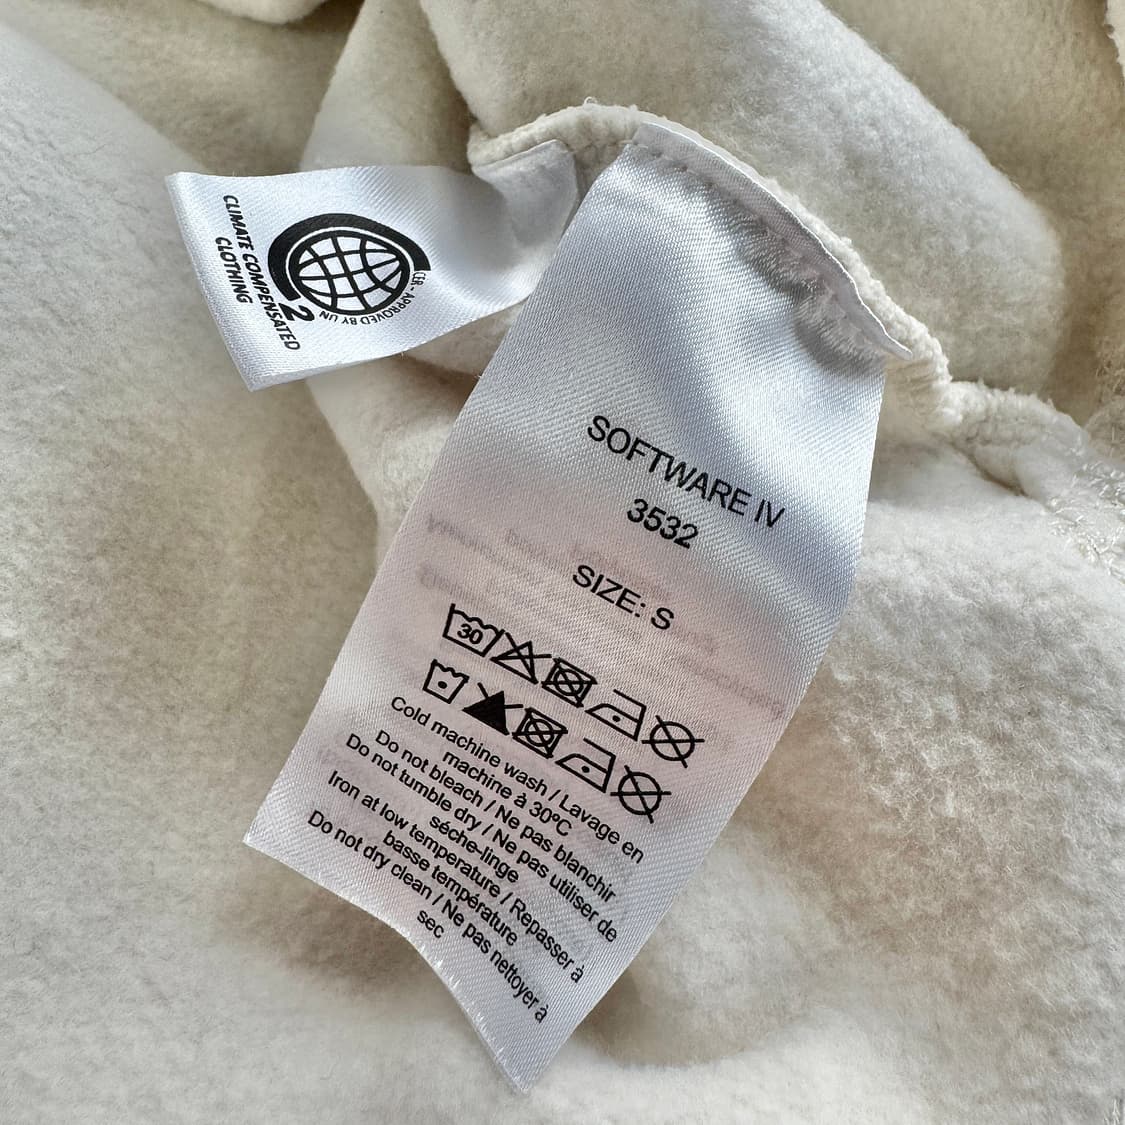 CLIMATE COMPENSATED
CLOTHING
CER - APPROVED BY UN
2
SOFTWARE IV
3532
SIZE: S
30
Cold machine wash / Lavage en
machine à 30ºC
Do not bleach / Ne pas blanchir
Do not tumble dry / Ne pas utiliser de
séche-linge
Iron at low temperature / Repasser à
basse température
Do not dry clean / Ne pas nettoyer à
sec